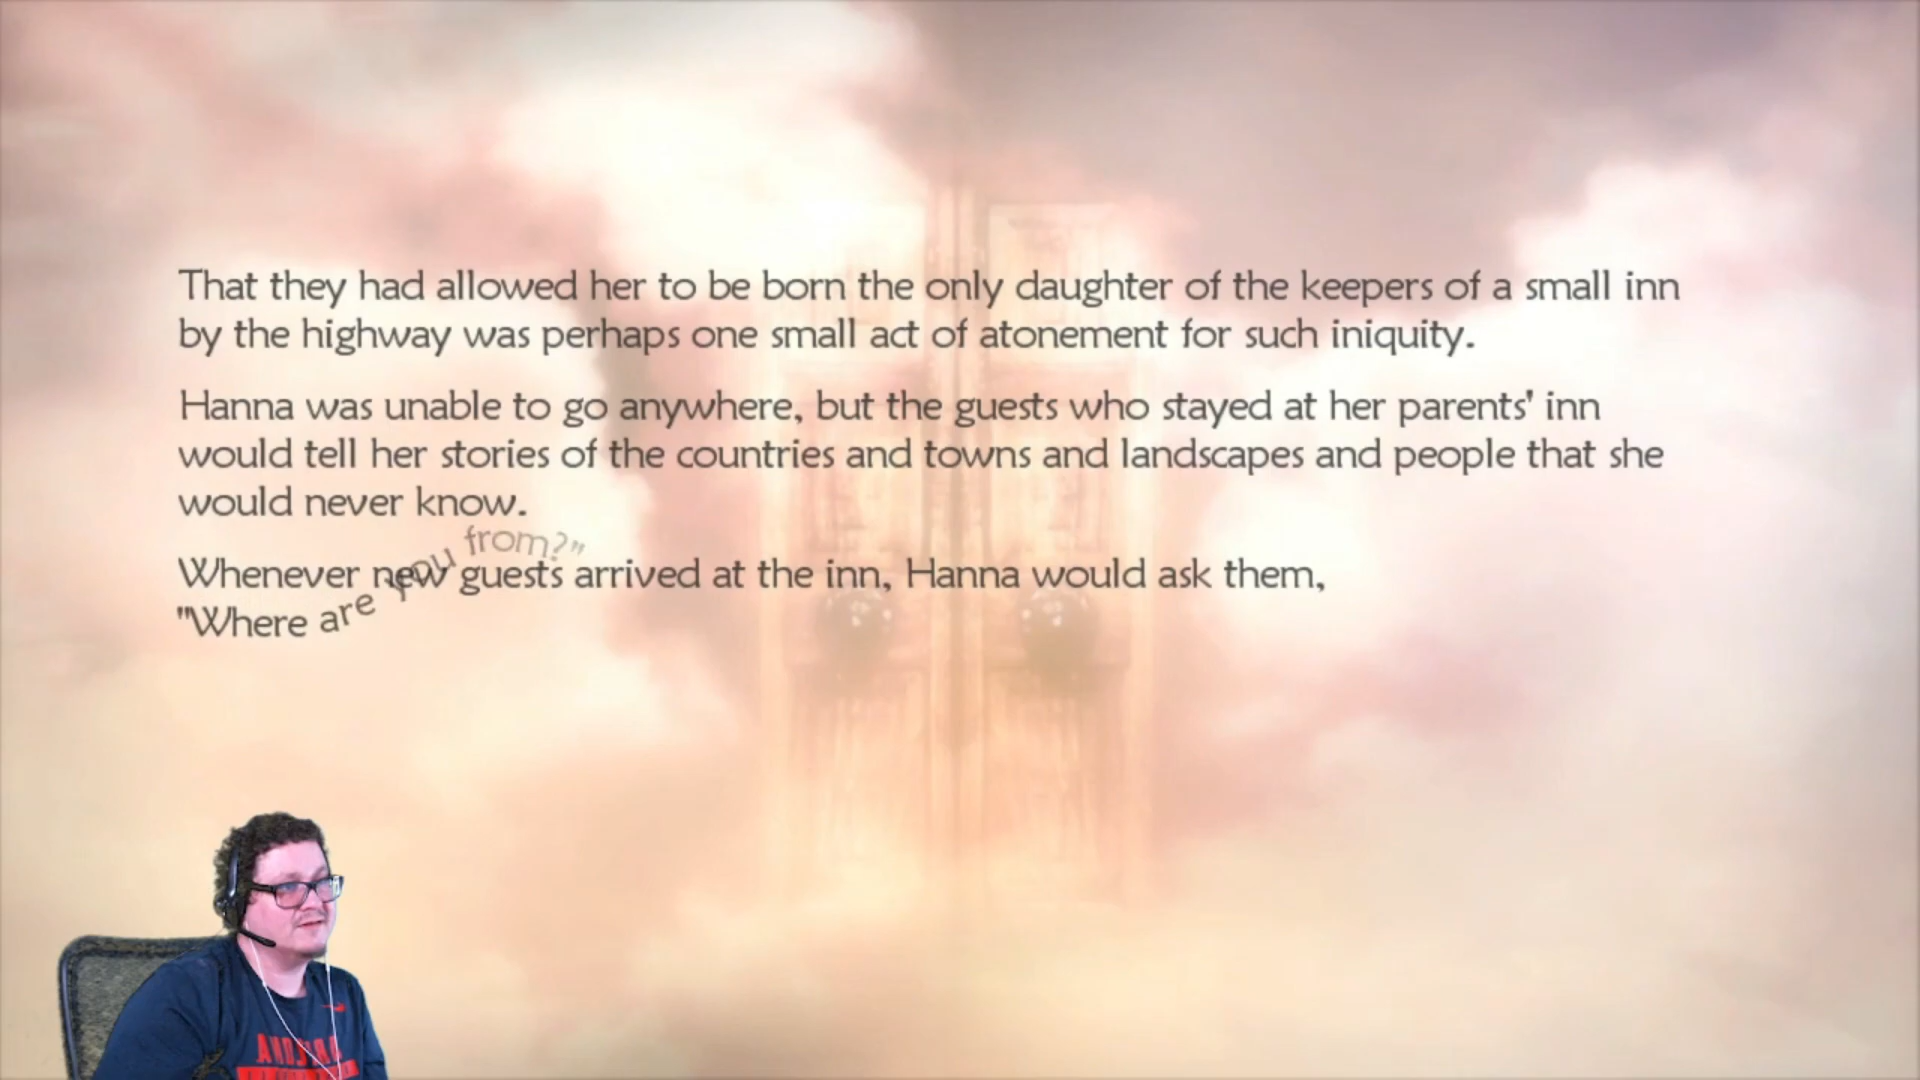 That they had allowed her to be born the only daughter of the keepers of a small inn
by the highway was perhaps one small act of atonement for such iniquity.
Hanna was unable to go anywhere, but the guests who stayed at her parents' inn
would tell her stories of the countries and towns and landscapes and people that she
would never know.
Whenever new guests arrived at the inn, Hanna would ask them,
"Where are you from?"